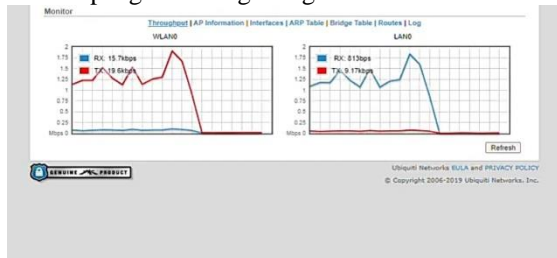 Monitor
Throughput | AP Information | Interfaces | ARP Table | Bridge Table | Routes | Log
WLAN0
LAN0
2
1.75
1.5
1.25
1
0.75
0.5
0.25
Mbps 0
RX: 15.7kbps
TX: 19.6kbps
2
1.75
1.5
1.25
1
0.75
0.5
0.25
Mbps 0
RX: 813bps
TX: 9.17kbps
Refresh
GENUINE PRODUCT
Ubiquiti Networks EULA and PRIVACY POLICY
© Copyright 2006-2019 Ubiquiti Networks, Inc.